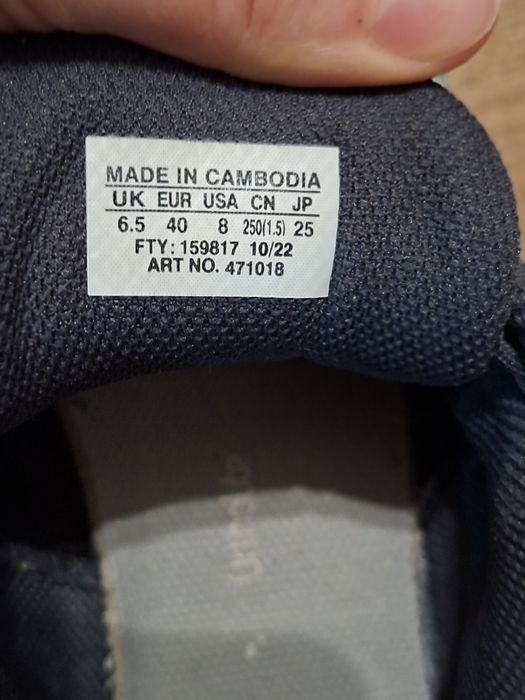 MADE IN CAMBODIA
UK EUR USA CN JP
6.5 40 8 250(1.5) 25
FTY: 159817 10/22
ART NO. 471018